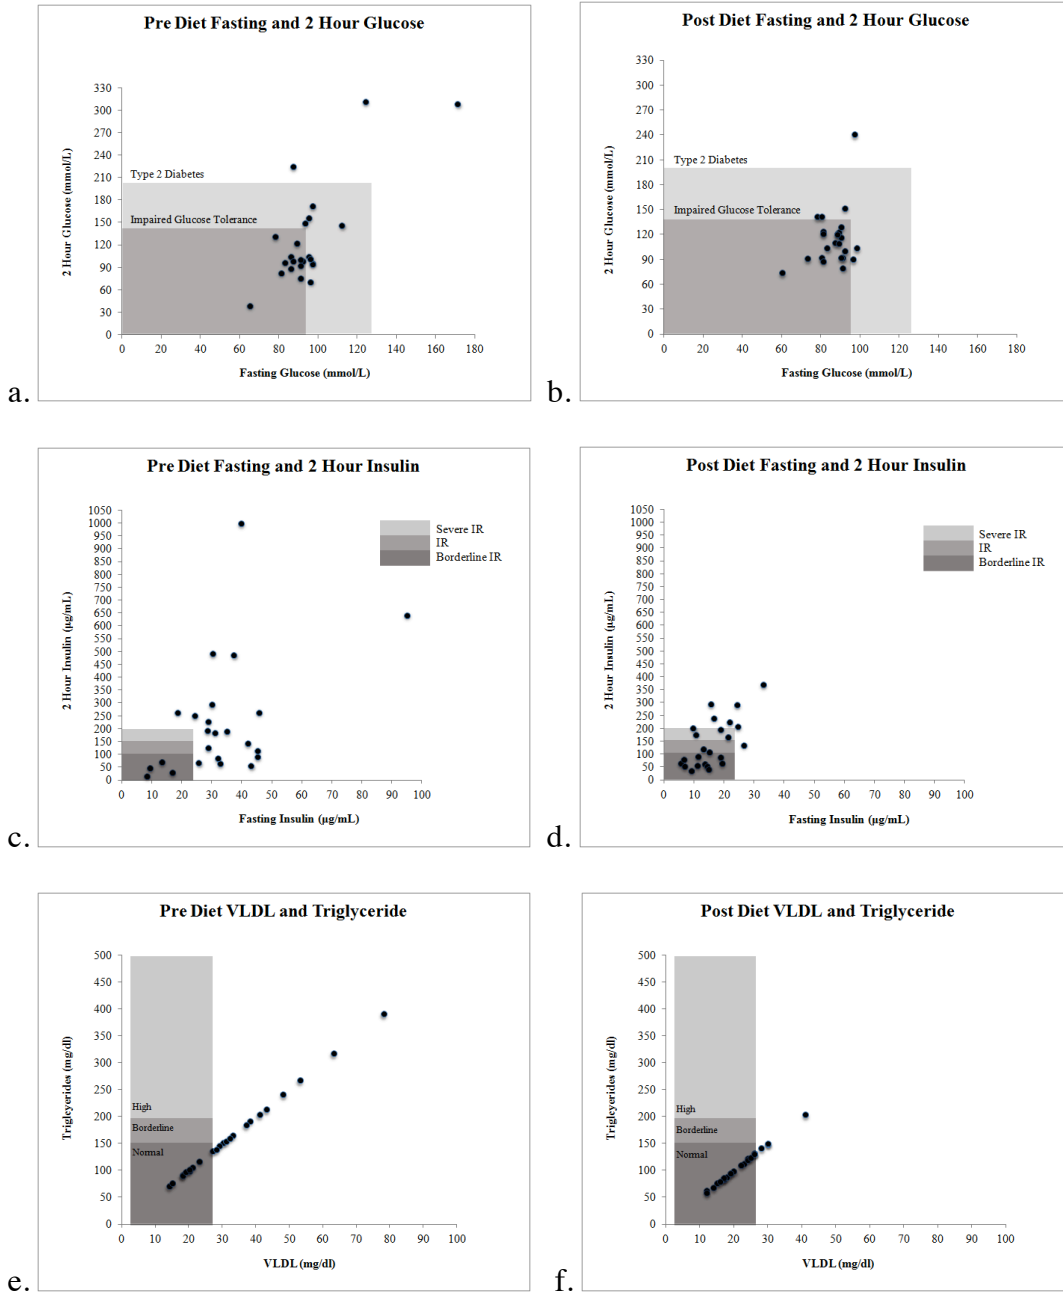 Pre Diet Fasting and 2 Hour Glucose
2 Hour Glucose (mmol/L)
330
300
270
240
210
180
150
120
90
60
30
0
Type 2 Diabetes
Impaired Glucose Tolerance
0 20 40 60 80 100 120 140 160 180
Fasting Glucose (mmol/L)
a.
Post Diet Fasting and 2 Hour Glucose
2 Hour Glucose (mmol/L)
330
300
270
240
210
180
150
120
90
60
30
0
Type 2 Diabetes
Impaired Glucose Tolerance
0 20 40 60 80 100 120 140 160 180
Fasting Glucose (mmol/L)
b.
Pre Diet Fasting and 2 Hour Insulin
2 Hour Insulin (µg/mL)
1050
1000
950
900
850
800
750
700
650
600
550
500
450
400
350
300
250
200
150
100
50
0
Severe IR
IR
Borderline IR
0 10 20 30 40 50 60 70 80 90 100
Fasting Insulin (µg/mL)
c.
Post Diet Fasting and 2 Hour Insulin
2 Hour Insulin (µg/mL)
1050
1000
950
900
850
800
750
700
650
600
550
500
450
400
350
300
250
200
150
100
50
0
Severe IR
IR
Borderline IR
0 10 20 30 40 50 60 70 80 90 100
Fasting Insulin (µg/mL)
d.
Pre Diet VLDL and Triglyceride
Triglcyerides (mg/dl)
500
450
400
350
300
250
200
150
100
50
0
High
Borderline
Normal
0 10 20 30 40 50 60 70 80 90 100
VLDL (mg/dl)
e.
Post Diet VLDL and Triglyceride
Triglcyerides (mg/dl)
500
450
400
350
300
250
200
150
100
50
0
High
Borderline
Normal
0 10 20 30 40 50 60 70 80 90 100
VLDL (mg/dl)
f.